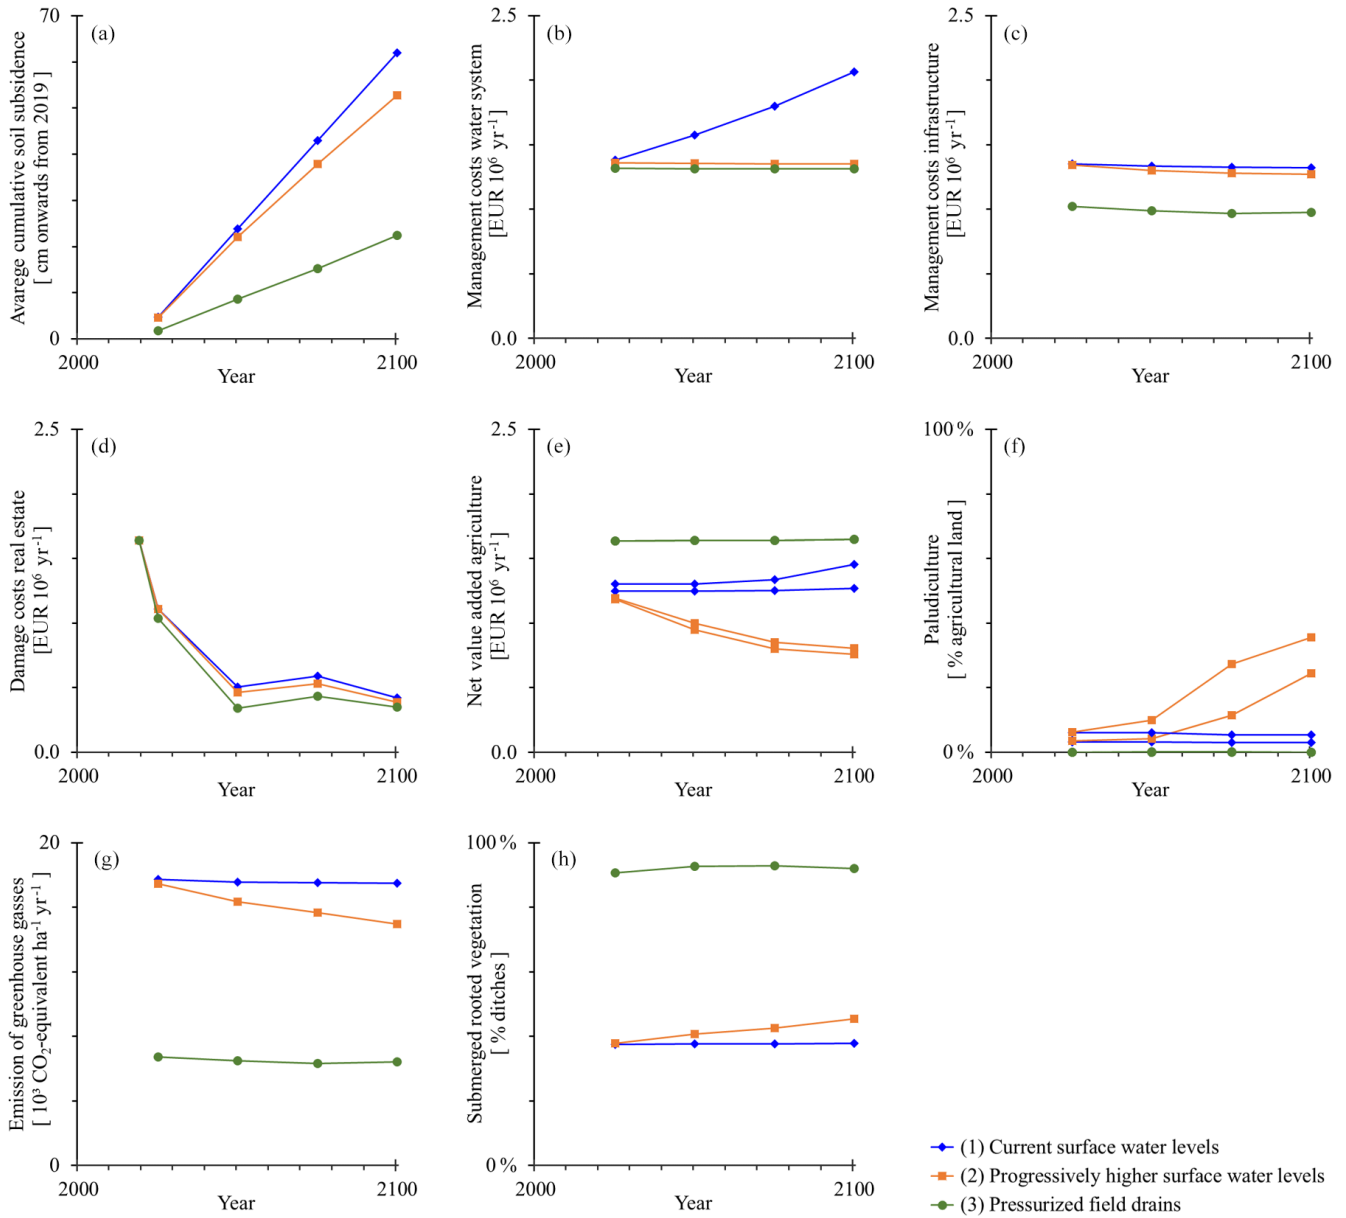 (a)
70
0
2000
2100
Year
Avarege cumulative soil subsidence
[ cm onwards from 2019 ]
(b)
2.5
0.0
2000
2100
Year
Management costs water system
[EUR 10⁶ yr⁻¹]
(c)
2.5
0.0
2000
2100
Year
Management costs infrastructure
[EUR 10⁶ yr⁻¹]
(d)
2.5
0.0
2000
2100
Year
Damage costs real estate
[EUR 10⁶ yr⁻¹]
(e)
2.5
0.0
2000
2100
Year
Net value added agriculture
[EUR 10⁶ yr⁻¹]
(f)
100 %
0 %
2000
2100
Year
Paludiculture
[ % agricultural land ]
(g)
20
0
2000
2100
Year
Emission of greenhouse gasses
[ 10³ CO₂-equivalent ha⁻¹ yr⁻¹ ]
(h)
100 %
0 %
2000
2100
Year
Submerged rooted vegetation
[ % ditches ]
(1) Current surface water levels
(2) Progressively higher surface water levels
(3) Pressurized field drains